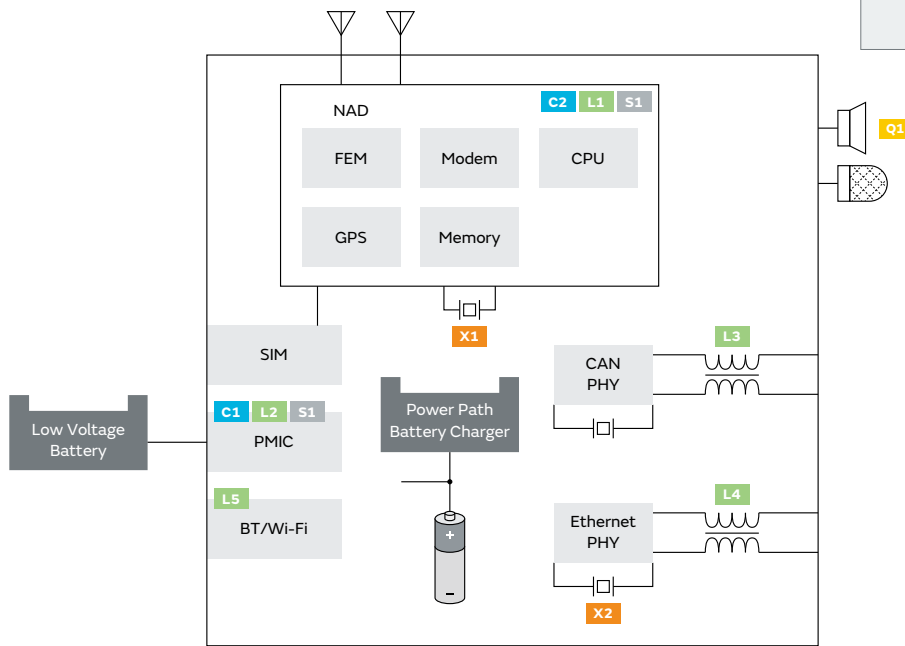 NAD
C2 L1 S1
FEM
Modem
CPU
GPS
Memory
Q1
X1
SIM
C1 L2 S1
PMIC
Low Voltage
Battery
L5
BT/Wi-Fi
Power Path
Battery Charger
+
-
CAN
PHY
L3
Ethernet
PHY
L4
X2